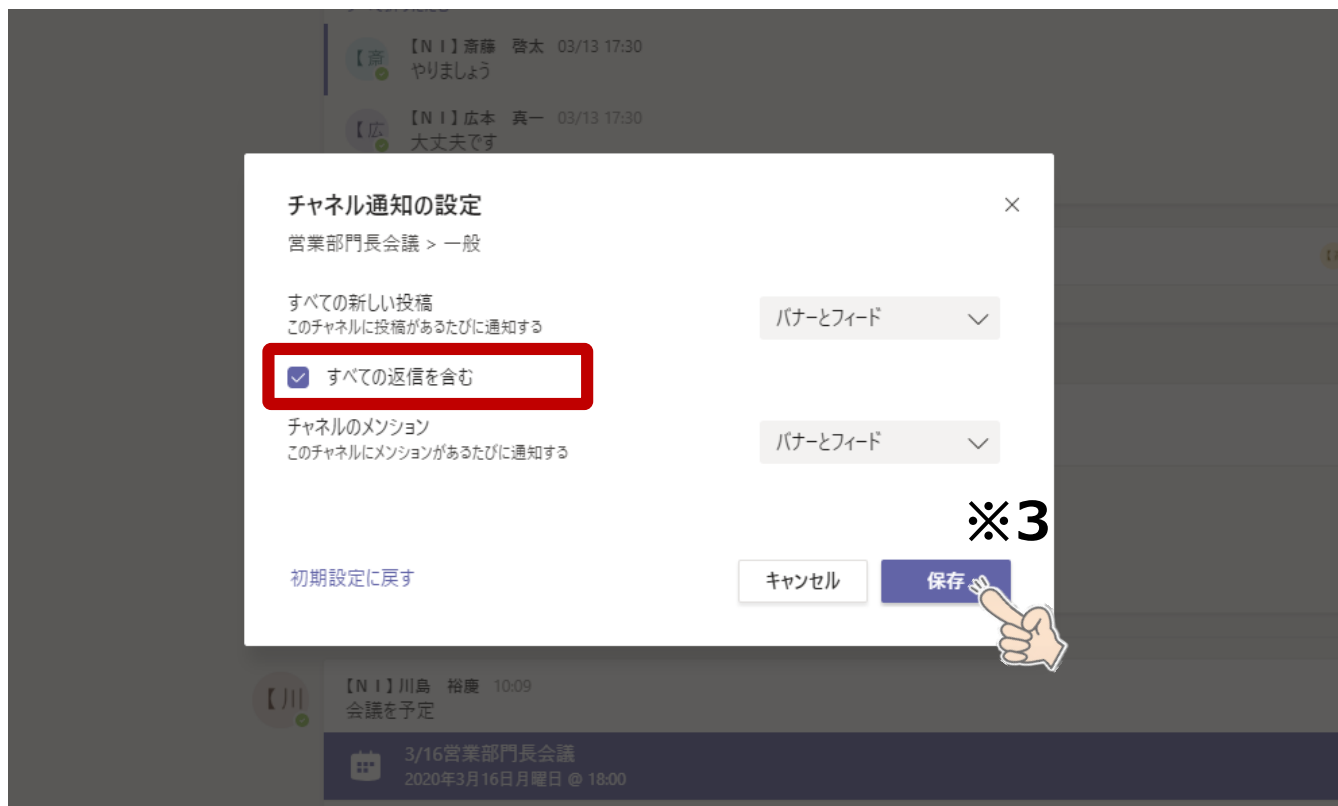 【ＮＩ】斎藤　啓太 03/13 17:30
【斎
やりましょう
【ＮＩ】広本　真一 03/13 17:30
【広
大丈夫です
チャネル通知の設定
営業部門長会議 > 一般
すべての新しい投稿
このチャネルに投稿があるたびに通知する
バナーとフィード
すべての返信を含む
チャネルのメンション
このチャネルにメンションがあるたびに通知する
バナーとフィード
※3
初期設定に戻す
キャンセル
保存
【ＮＩ】川島　裕慶 10:09
【川
会議を予定
3/16営業部門長会議
2020年3月16日月曜日 @ 18:00